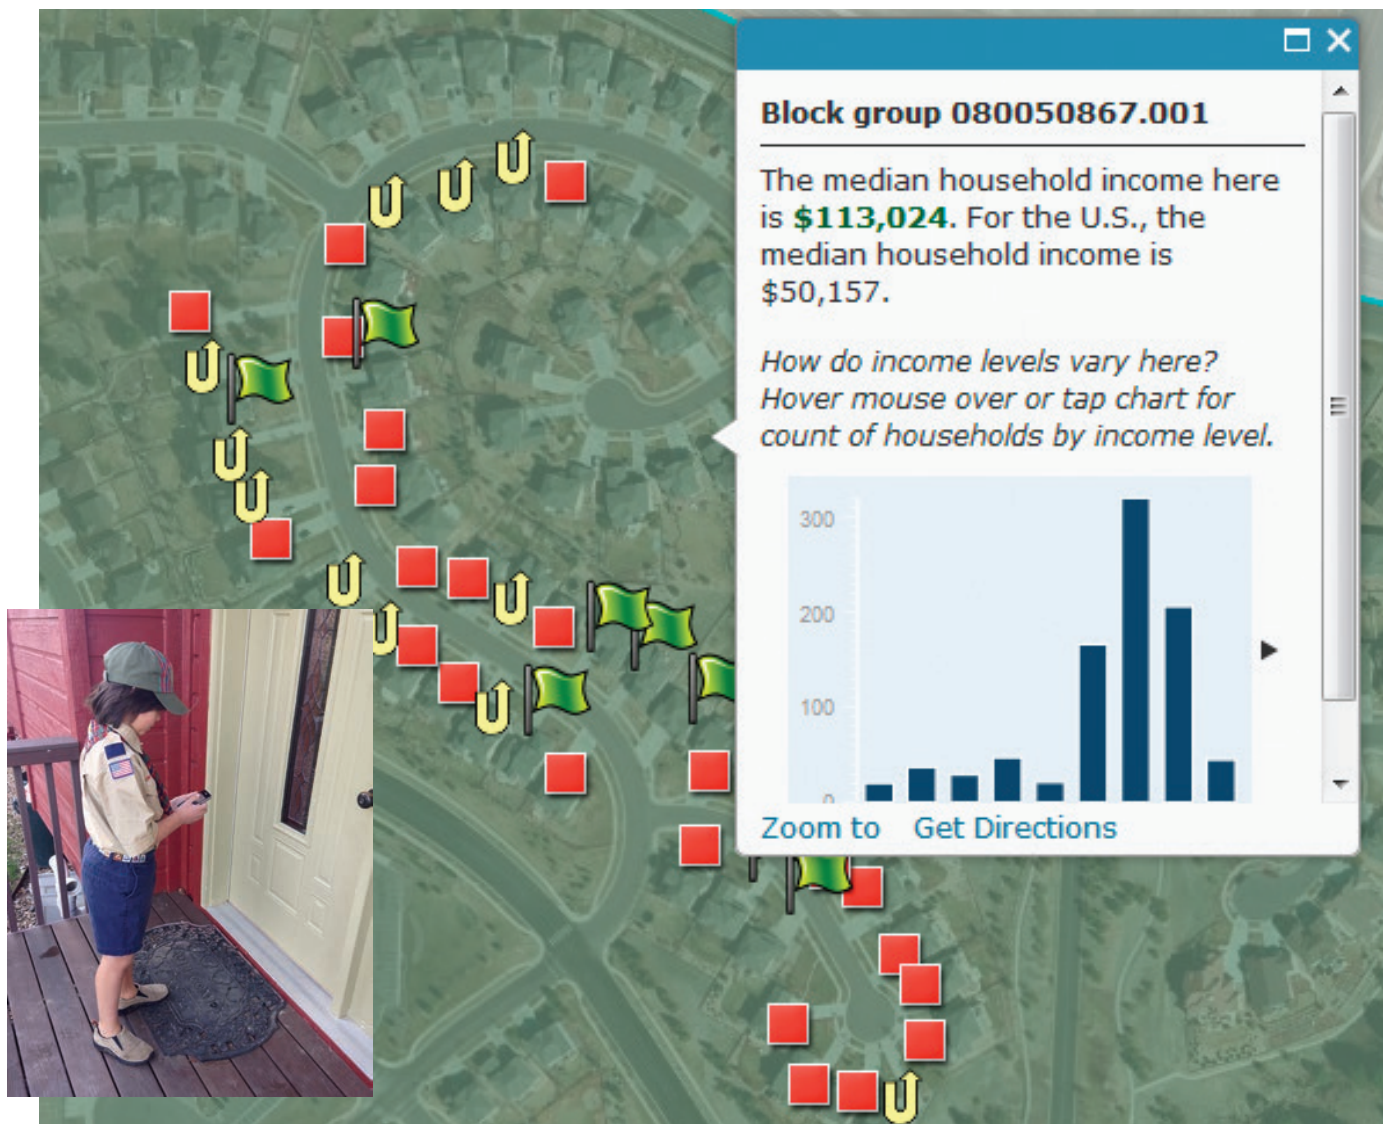 Block group 080050867.001
The median household income here
is $113,024. For the U.S., the
median household income is
$50,157.
How do income levels vary here?
Hover mouse over or tap chart for
count of households by income level.
300
200
100
0
Zoom to Get Directions